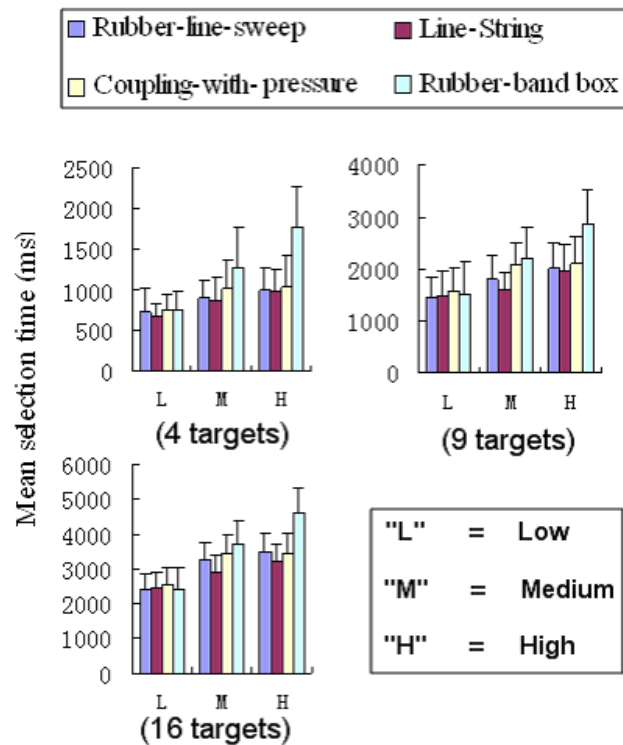 Rubber-line-sweep Line-String
Coupling-with-pressure Rubber-band box
Mean selection time (ms)
2500
2000
1500
1000
500
0
L M H
(4 targets)
4000
3000
2000
1000
0
L M H
(9 targets)
6000
5000
4000
3000
2000
1000
0
L M H
(16 targets)
"L" = Low
"M" = Medium
"H" = High